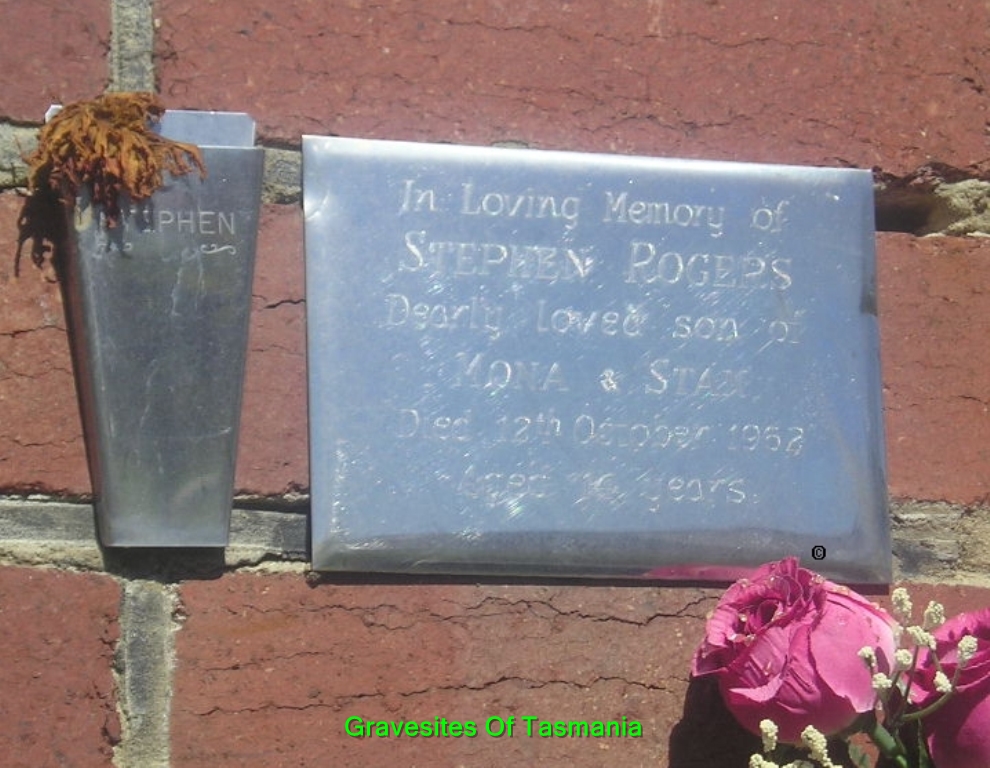 STEPHEN
In Loving Memory of
STEPHEN ROGERS
Dearly loved son of
MONA & STAN.
Died 12th October 1952
Aged years.
©
Gravesites Of Tasmania